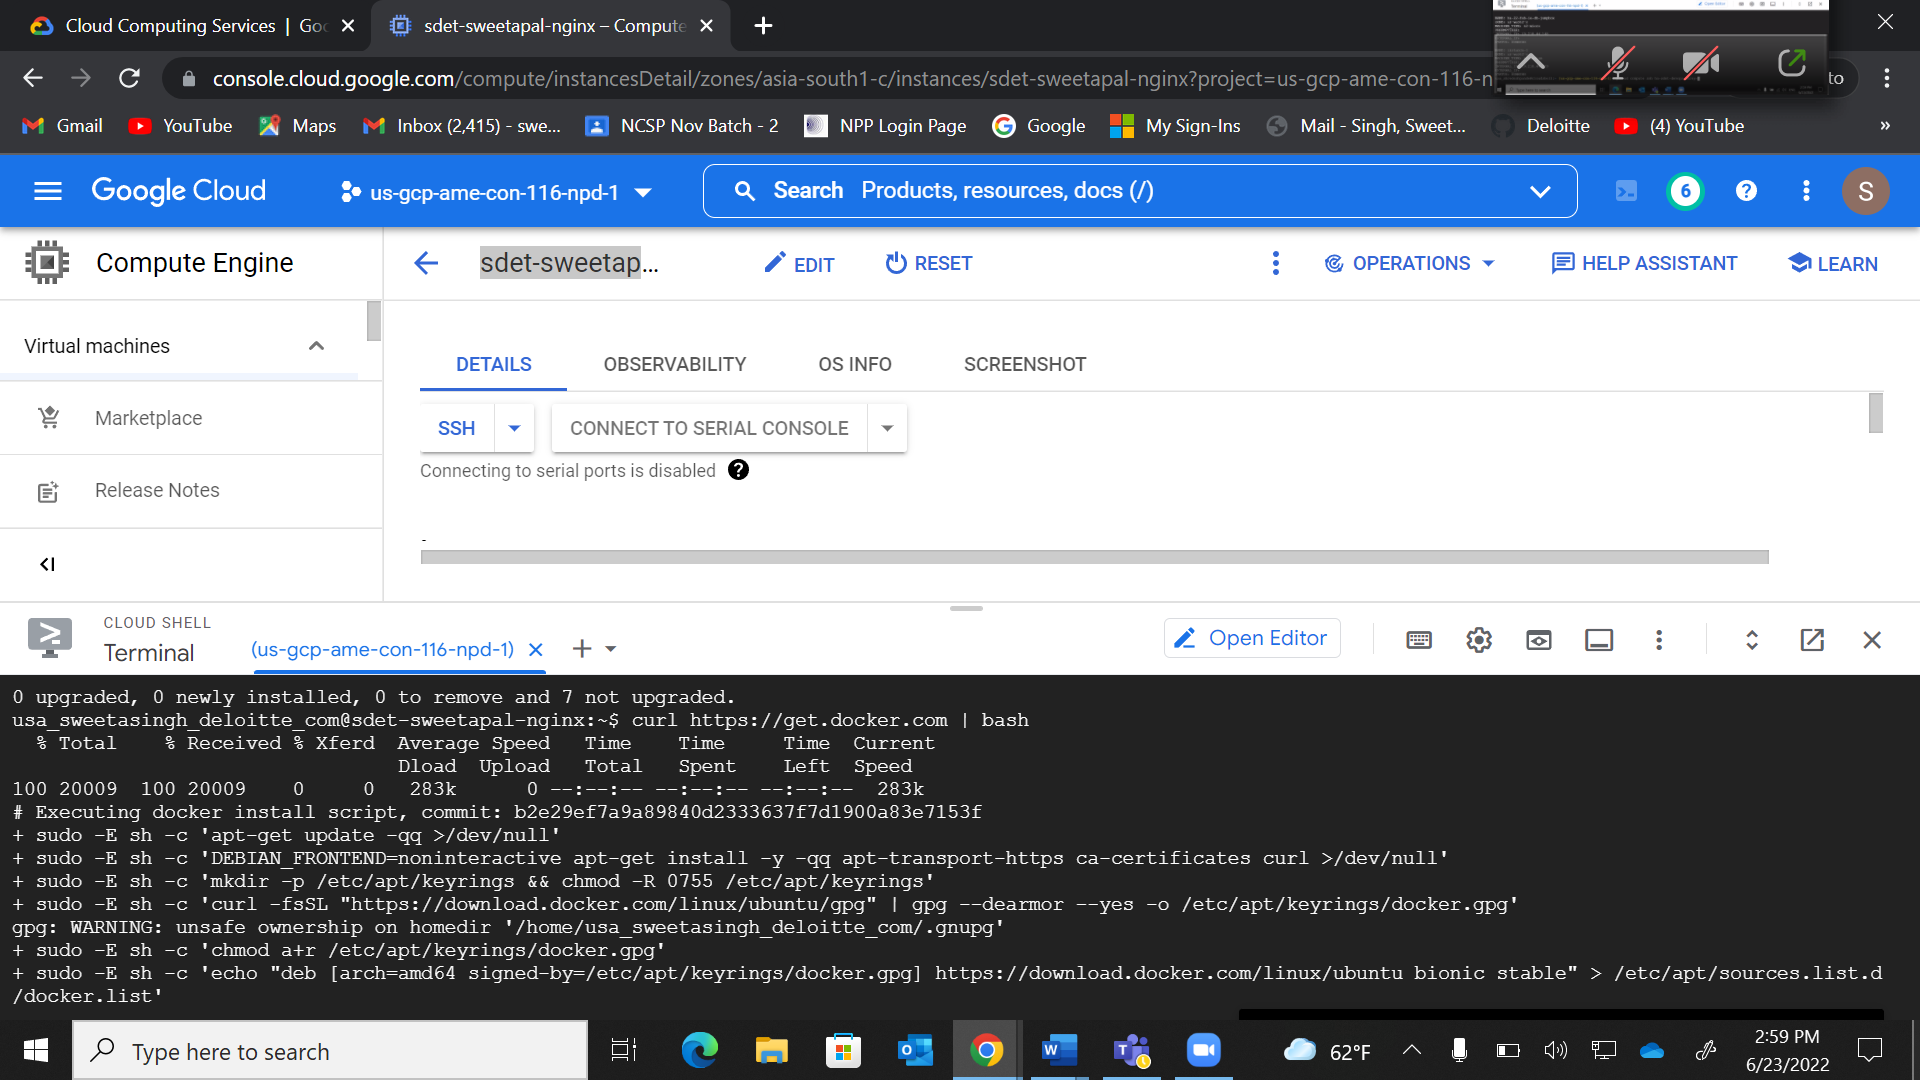 Cloud Computing Services | Goo
sdet-sweetapal-nginx – Compute
console.cloud.google.com/compute/instancesDetail/zones/asia-south1-c/instances/sdet-sweetapal-nginx?project=us-gcp-ame-con-116-n
to
Gmail
YouTube
Maps
Inbox (2,415) - swe...
NCSP Nov Batch - 2
NPP Login Page
Google
My Sign-Ins
Mail - Singh, Sweet...
Deloitte
(4) YouTube
»
Google Cloud
us-gcp-ame-con-116-npd-1
Search Products, resources, docs (/)
6
S
Compute Engine
sdet-sweetap...
EDIT
RESET
OPERATIONS
HELP ASSISTANT
LEARN
Virtual machines
Marketplace
Release Notes
DETAILS
OBSERVABILITY
OS INFO
SCREENSHOT
SSH
CONNECT TO SERIAL CONSOLE
Connecting to serial ports is disabled
CLOUD SHELL
Terminal
(us-gcp-ame-con-116-npd-1)
Open Editor
0 upgraded, 0 newly installed, 0 to remove and 7 not upgraded.
usa_sweetasingh_deloitte_com@sdet-sweetapal-nginx:~$ curl https://get.docker.com | bash
% Total % Received % Xferd Average Speed Time Time Time Current
Dload Upload Total Spent Left Speed
100 20009 100 20009 0 0 283k 0 --:--:-- --:--:-- --:--:-- 283k
# Executing docker install script, commit: b2e29ef7a9a89840d2333637f7d1900a83e7153f
+ sudo -E sh -c 'apt-get update -qq >/dev/null'
+ sudo -E sh -c 'DEBIAN_FRONTEND=noninteractive apt-get install -y -qq apt-transport-https ca-certificates curl >/dev/null'
+ sudo -E sh -c 'mkdir -p /etc/apt/keyrings && chmod -R 0755 /etc/apt/keyrings'
+ sudo -E sh -c 'curl -fsSL "https://download.docker.com/linux/ubuntu/gpg" | gpg --dearmor --yes -o /etc/apt/keyrings/docker.gpg'
gpg: WARNING: unsafe ownership on homedir '/home/usa_sweetasingh_deloitte_com/.gnupg'
+ sudo -E sh -c 'chmod a+r /etc/apt/keyrings/docker.gpg'
+ sudo -E sh -c 'echo "deb [arch=amd64 signed-by=/etc/apt/keyrings/docker.gpg] https://download.docker.com/linux/ubuntu bionic stable" > /etc/apt/sources.list.d
/docker.list'
Type here to search
62°F
2:59 PM
6/23/2022